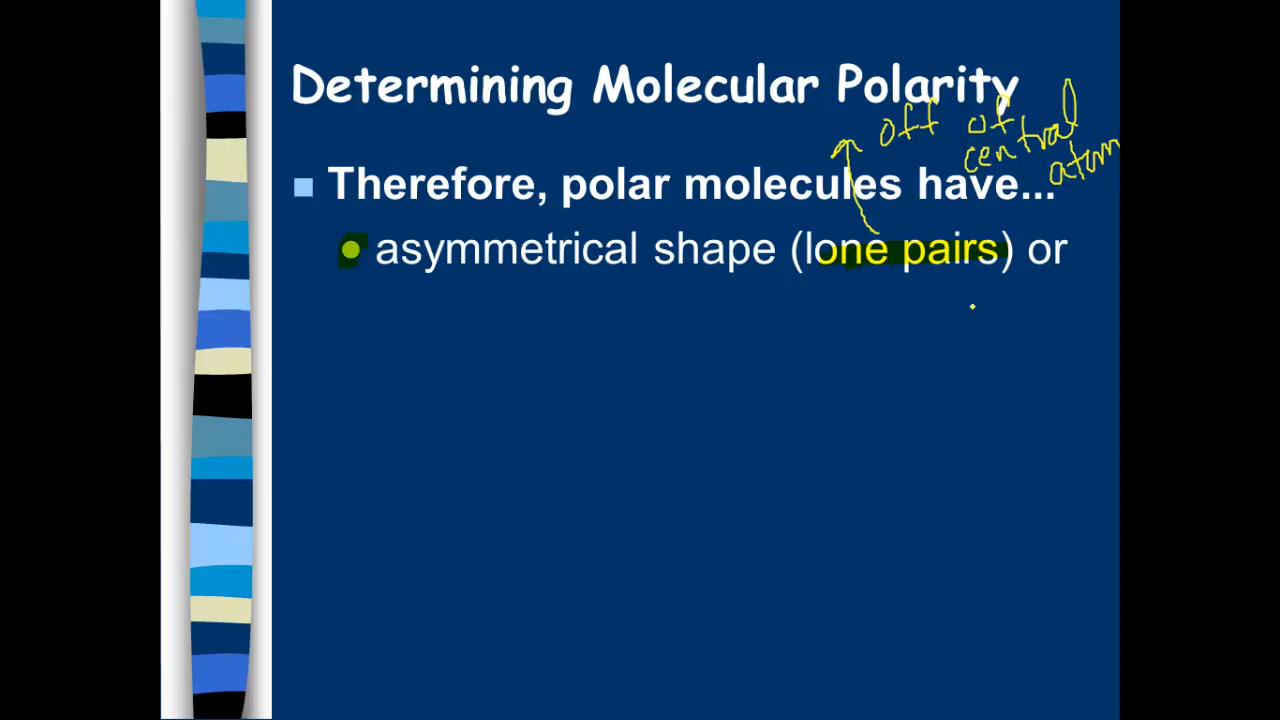 Determining Molecular Polarity
off of
central
atom
Therefore, polar molecules have...
asymmetrical shape (lone pairs) or